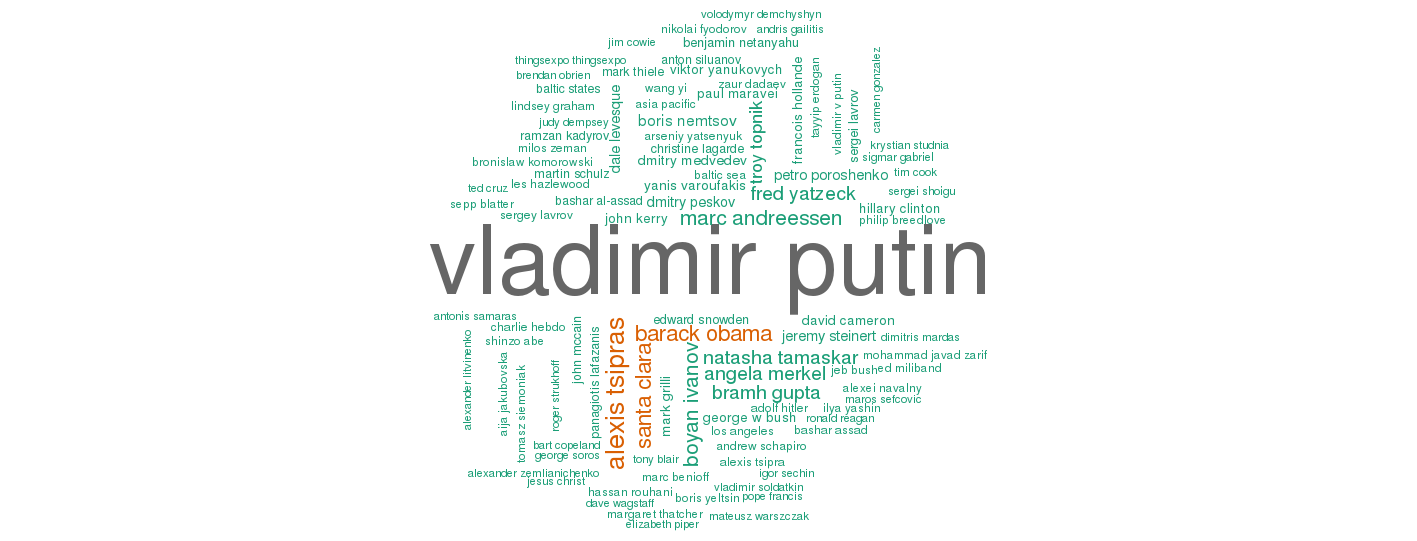 volodymyr demchyshyn
nikolai fyodorov
andris gailitis
jim cowie
benjamin netanyahu
thingsexpo thingsexpo
anton siluanov
brendan obrien
mark thiele
viktor yanukovych
baltic states
wang yi
zaur dadaev
paul maravei
lindsey graham
asia pacific
judy dempsey
boris nemtsov
ramzan kadyrov
arseniy yatsenyuk
milos zeman
christine lagarde
bronislaw komorowski
dmitry medvedev
martin schulz
baltic sea
petro poroshenko
dale levesque
troy topnik
francois hollande
tayyip erdogan
vladimir v putin
sergei lavrov
carmen gonzalez
krystian studnia
sigmar gabriel
tim cook
ted cruz
les hazlewood
yanis varoufakis
fred yatzeck
sergei shoigu
sepp blatter
bashar al-assad
dmitry peskov
hillary clinton
sergey lavrov
john kerry
marc andreessen
philip breedlove
vladimir putin
antonis samaras
charlie hebdo
edward snowden
david cameron
shinzo abe
barack obama
jeremy steinert
dimitris mardas
alexander litvinenko
aija jakubovska
tomasz siemoniak
roger strukhoff
john mccain
panagiotis lafazanis
alexis tsipras
santa clara
mark grilli
boyan ivanov
natasha tamaskar
mohammad javad zarif
angela merkel
jeb bush
ed miliband
bramh gupta
alexei navalny
maros sefcovic
adolf hitler
ilya yashin
george w bush
ronald reagan
los angeles
bashar assad
bart copeland
andrew schapiro
george soros
tony blair
alexis tsipra
alexander zemlianichenko
marc benioff
igor sechin
jesus christ
hassan rouhani
vladimir soldatkin
dave wagstaff
boris yeltsin
pope francis
margaret thatcher
mateusz warszczak
elizabeth piper